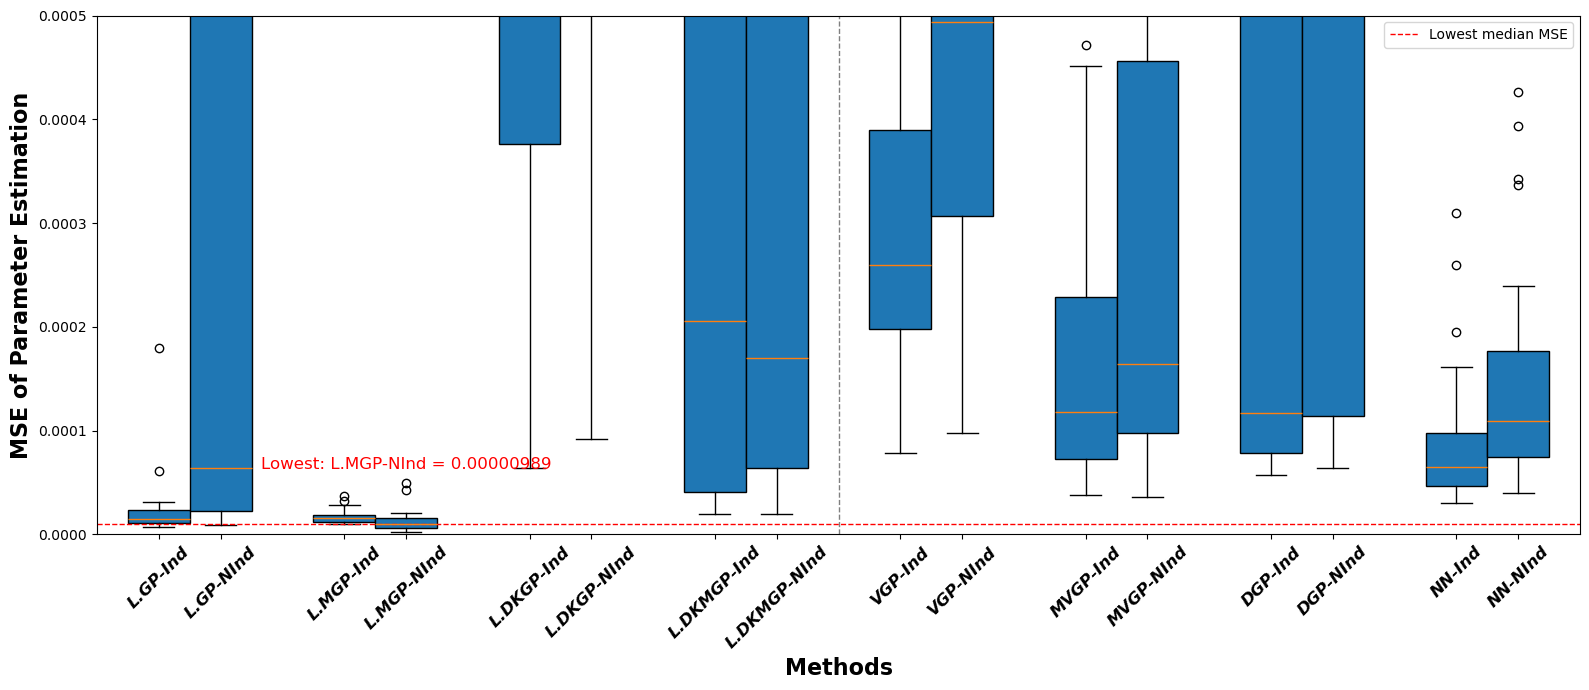 MSE of Parameter Estimation
0.0005
0.0004
0.0003
0.0002
0.0001
0.0000
Lowest median MSE
Lowest: L.MGP-NInd = 0.00000989
L.GP-Ind
L.GP-NInd
L.MGP-Ind
L.MGP-NInd
L.DKGP-Ind
L.DKGP-NInd
L.DKMGP-Ind
L.DKMGP-NInd
VGP-Ind
VGP-NInd
MVGP-Ind
MVGP-NInd
DGP-Ind
DGP-NInd
NN-Ind
NN-NInd
Methods